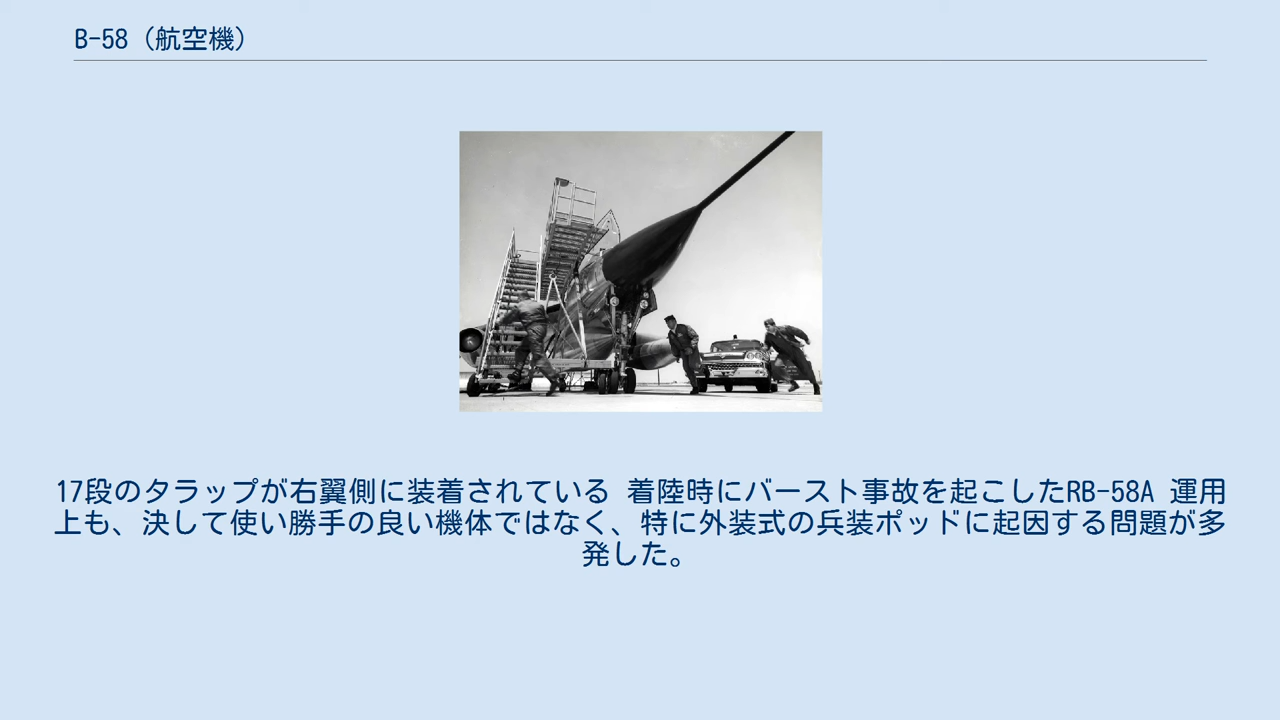 B-58（航空機）
17段のタラップが右翼側に装着されている 着陸時にバースト事故を起こしたRB-58A 運用
上も、決して使い勝手の良い機体ではなく、特に外装式の兵装ポッドに起因する問題が多
発した。